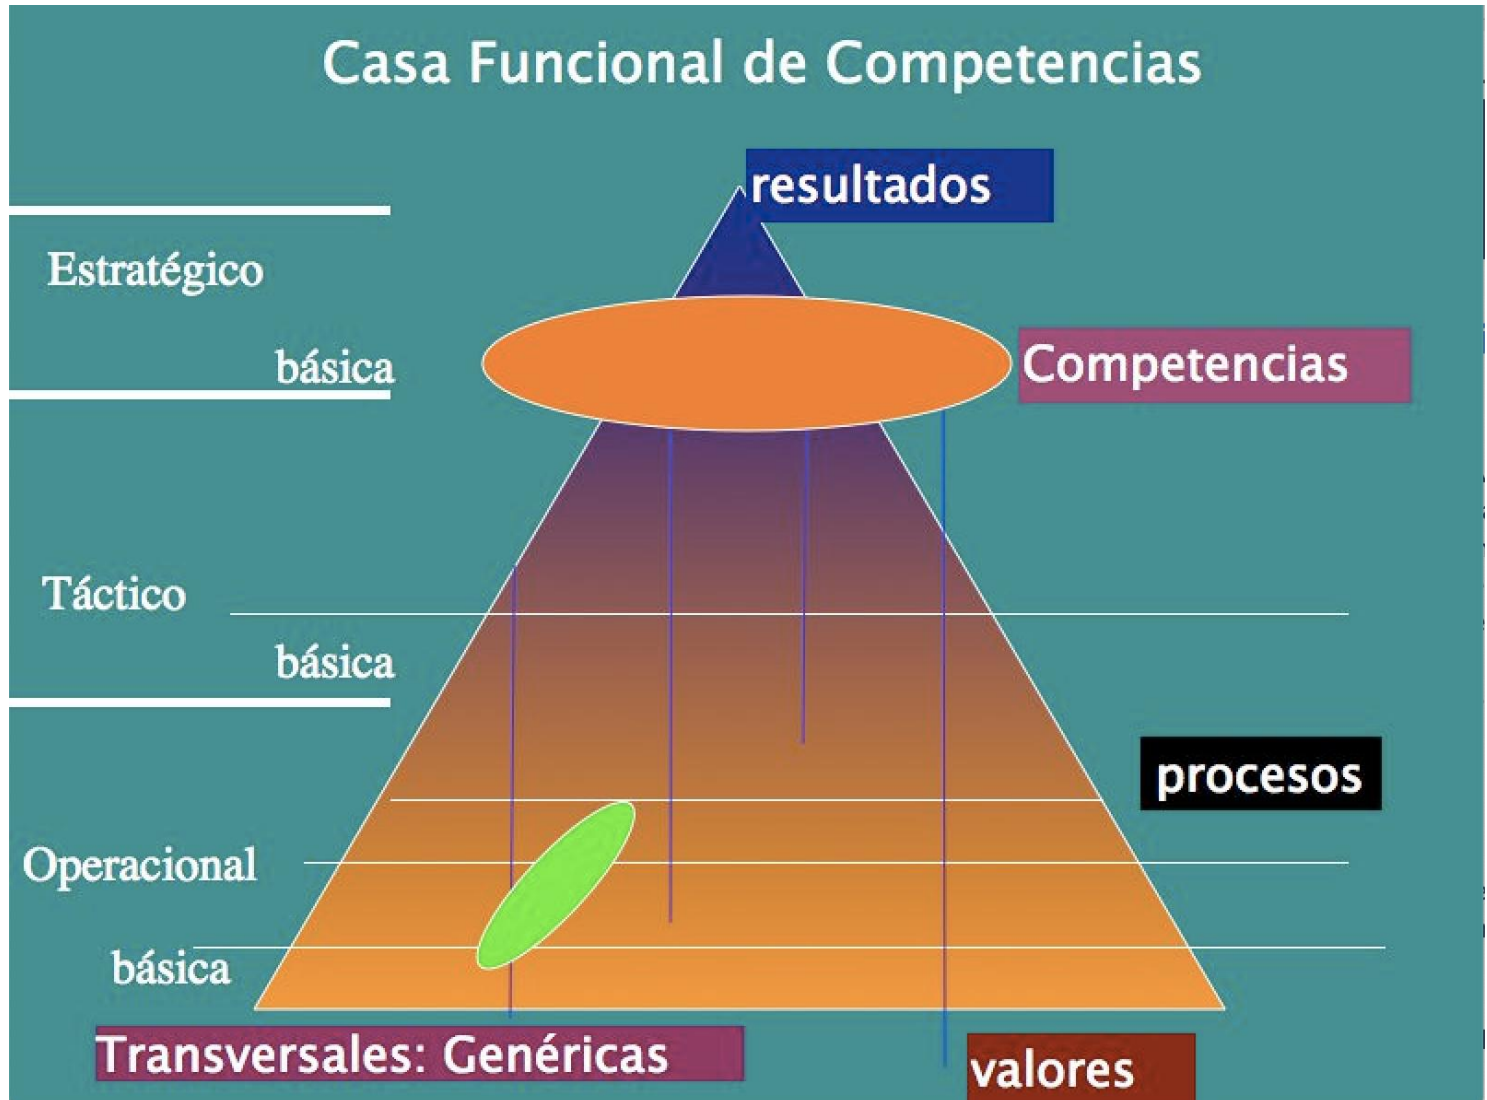 Casa Funcional de Competencias
resultados
Estratégico
básica
Competencias
Táctico
básica
procesos
Operacional
básica
Transversales: Genéricas
valores